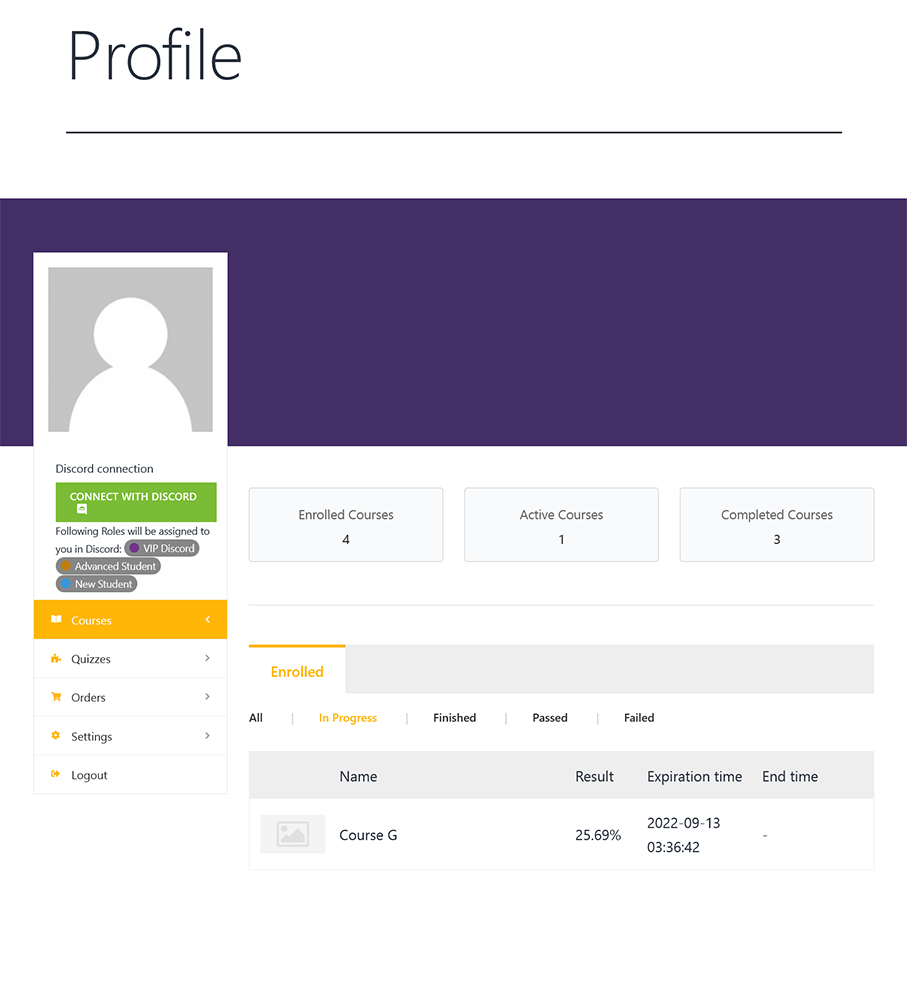 Profile
Discord connection
CONNECT WITH DISCORD
Following Roles will be assigned to
you in Discord: VIP Discord
Advanced Student
New Student
Courses
Quizzes
Orders
Settings
Logout
Enrolled Courses
4
Active Courses
1
Completed Courses
3
Enrolled
All | In Progress | Finished | Passed | Failed
Name Result Expiration time End time
Course G 25.69% 2022-09-13 -
03:36:42